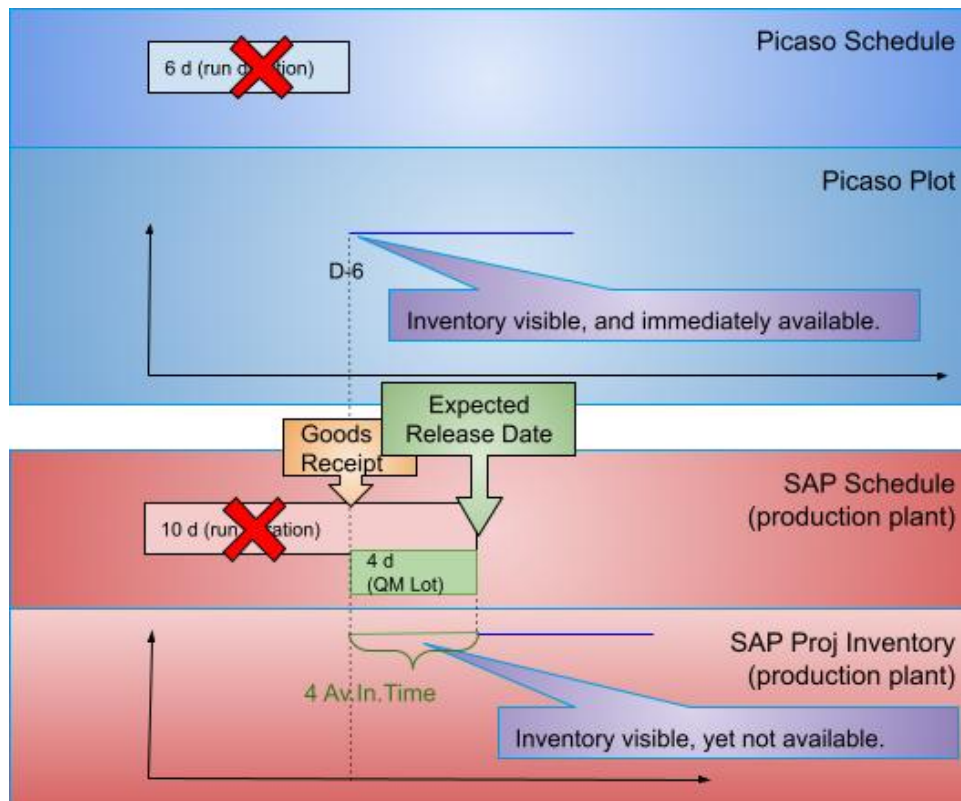 Picaso Schedule
6 d (run d
tion)
Picaso Plot
D-6
Inventory visible, and immediately available.
Expected
Release Date
Goods
Receipt
SAP Schedule
(production plant)
10 d (run
ration)
4 d
(QM Lot)
SAP Proj Inventory
(production plant)
4 Av.In.Time
Inventory visible, yet not available.